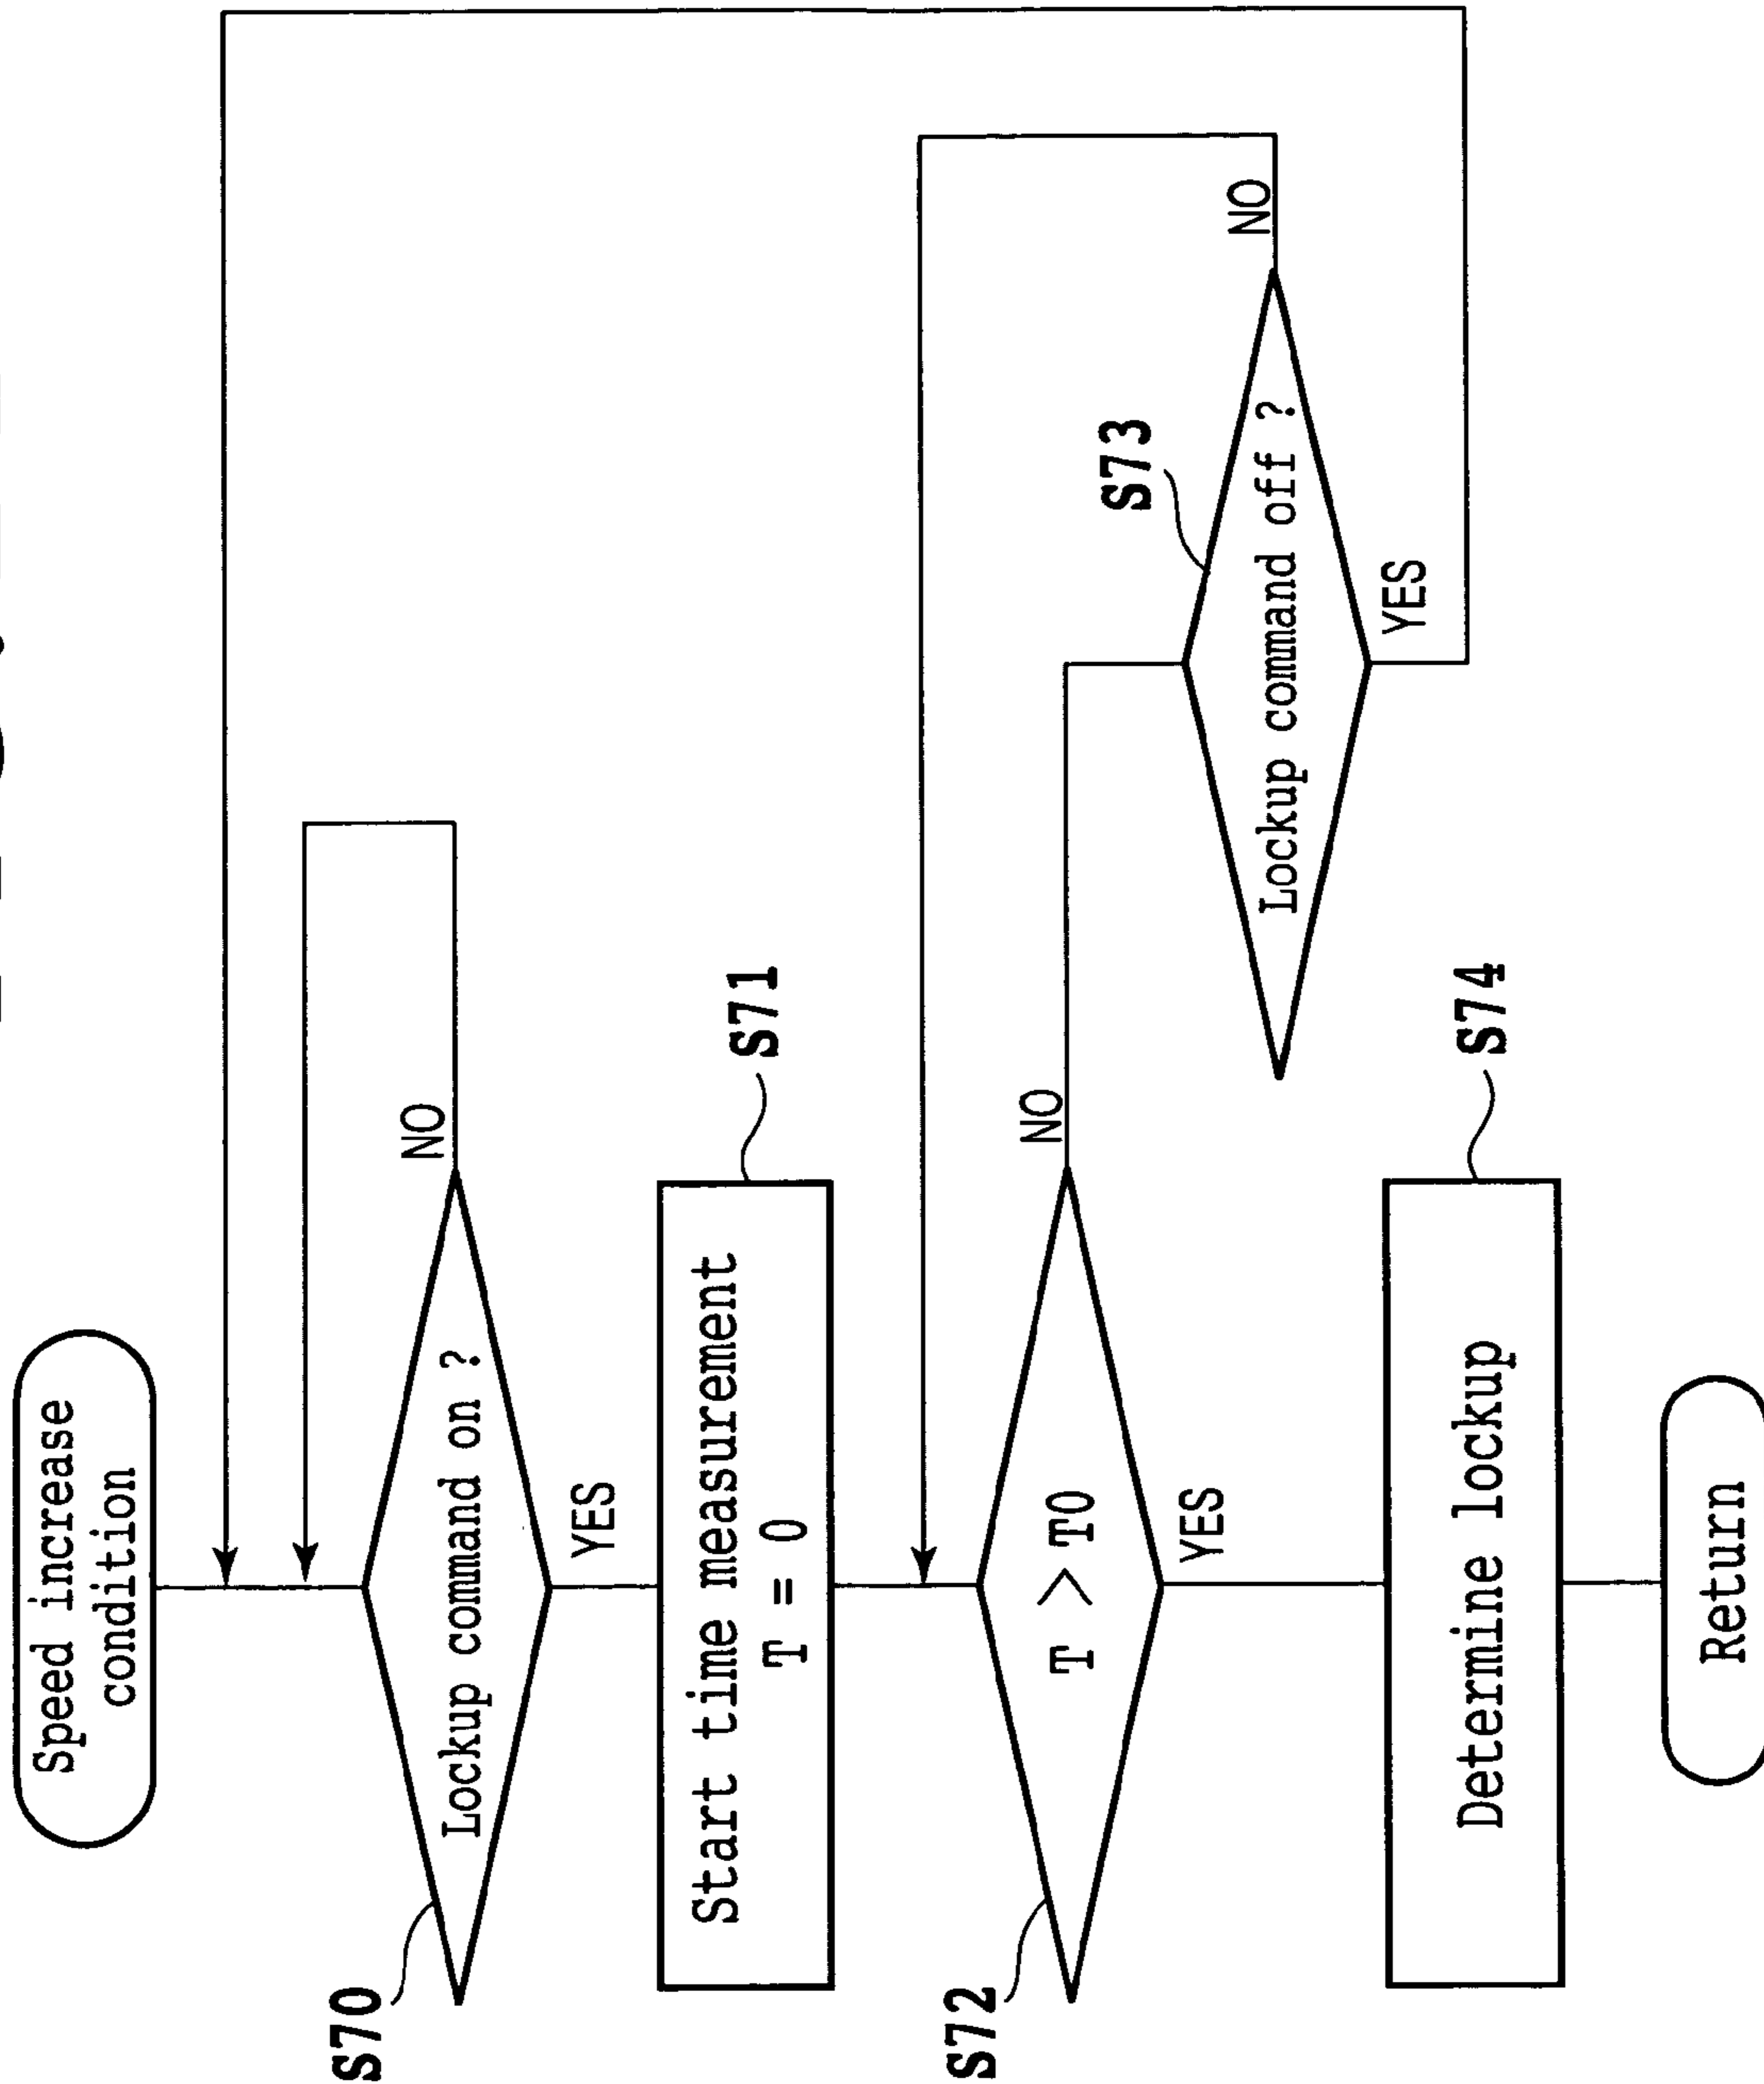 Speed increase
condition
S70
Lockup command on ?
NO
YES
S71
Start time measurement
T = 0
S72
T > T0
NO
YES
S73
Lockup command off ?
NO
YES
S74
Determine lockup
Return